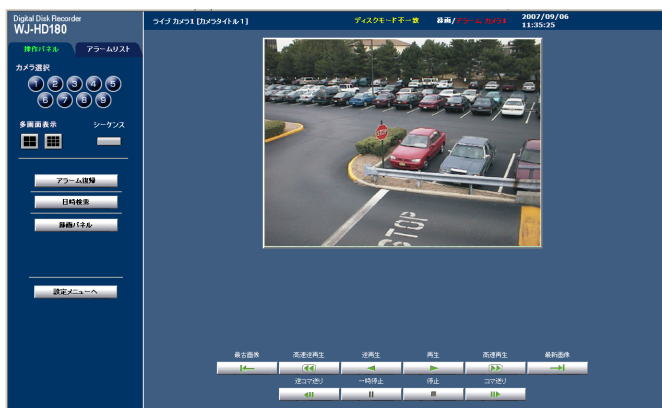 Digital Disk Recorder
WJ-HD180
ライブ カメラ1 [カメラタイトル1]
ディスクモード不一致
録画/アラーム カメラ1
2007/09/06
11:35:25
操作パネル
アラームリスト
カメラ選択
1 2 3 4 5
6 7 8 9
多画面表示
シーケンス
アラーム復帰
日時検索
録画パネル
設定メニューへ
STOP
STOP
最古画像
高速逆再生
逆再生
再生
高速再生
最新画像
逆コマ送り
一時停止
停止
コマ送り